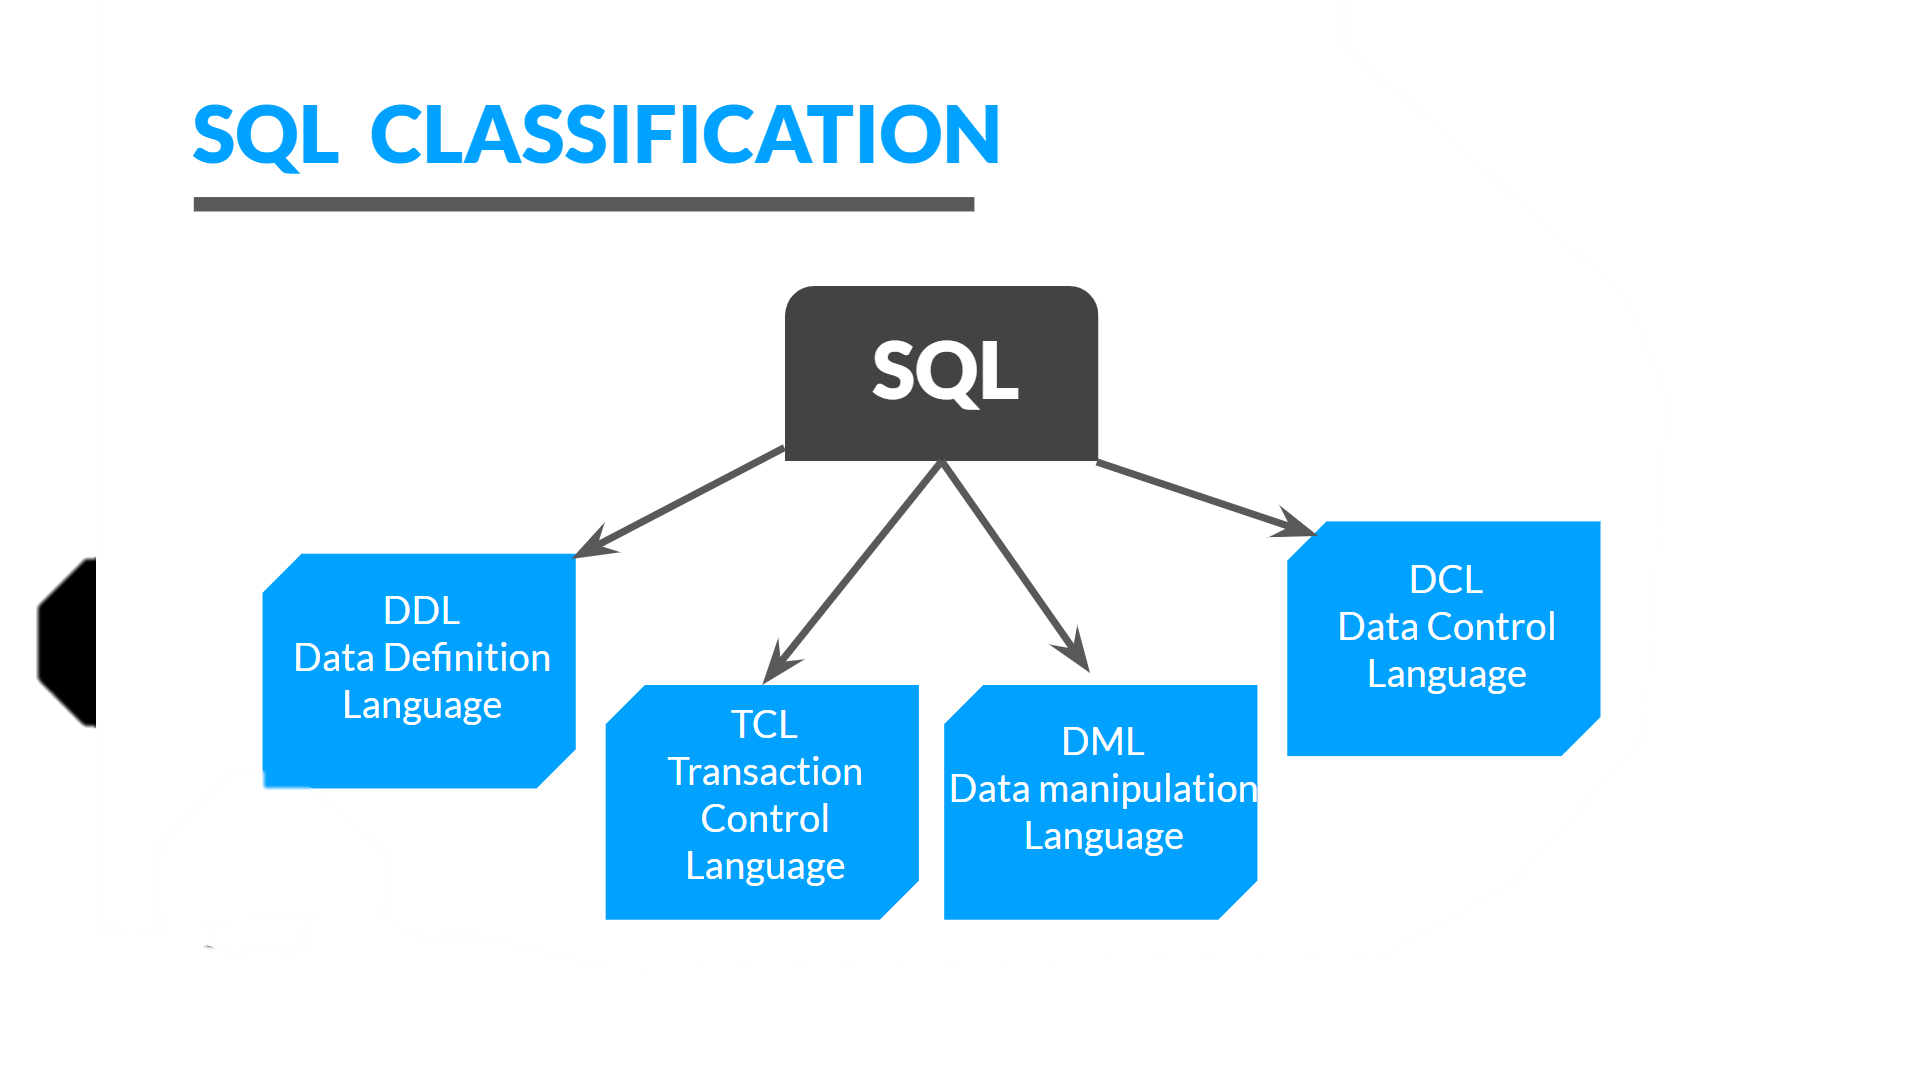 SQL CLASSIFICATION
SQL
DDL
Data Definition
Language
TCL
Transaction
Control
Language
DML
Data manipulation
Language
DCL
Data Control
Language